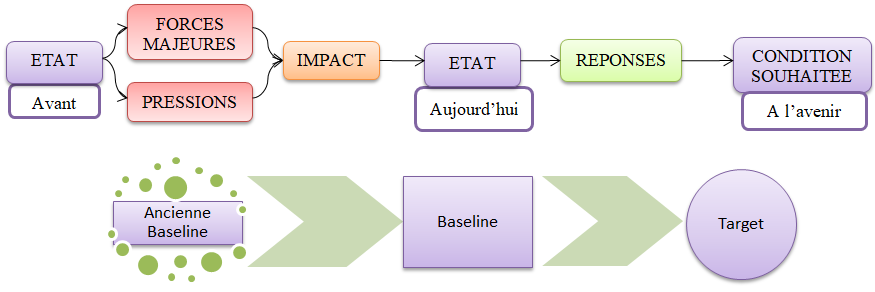 ETAT
Avant
FORCES
MAJEURES
PRESSIONS
IMPACT
ETAT
Aujourd’hui
REPONSES
CONDITION
SOUHAITEE
A l’avenir
Ancienne
Baseline
Baseline
Target